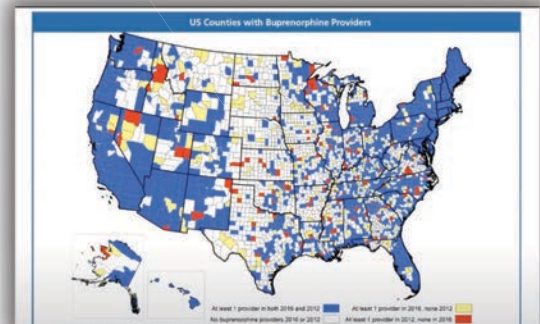 US Counties with Buprenorphine Providers
At least 1 provider in both 2016 and 2012
At least 1 provider in 2016, none 2012
No buprenorphine providers 2016 or 2012
At least 1 provider in 2012, none in 2016